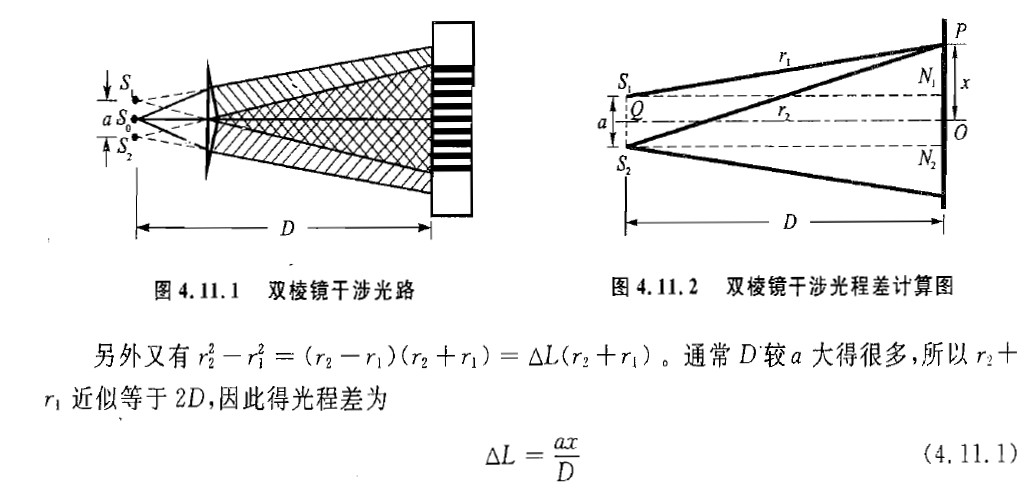 S₁
a S₀
S₂
D
S₁
Q
a
S₂
r₁
r₂
P
N₁
x
O
N₂
D
图 4.11.1 双棱镜干涉光路
图 4.11.2 双棱镜干涉光程差计算图
另外又有 r₂² − r₁² = (r₂ − r₁)(r₂ + r₁) = ΔL(r₂ + r₁)。通常 D 较 a 大得很多,所以 r₂ +
r₁ 近似等于 2D,因此得光程差为
ΔL = ax/D (4.11.1)